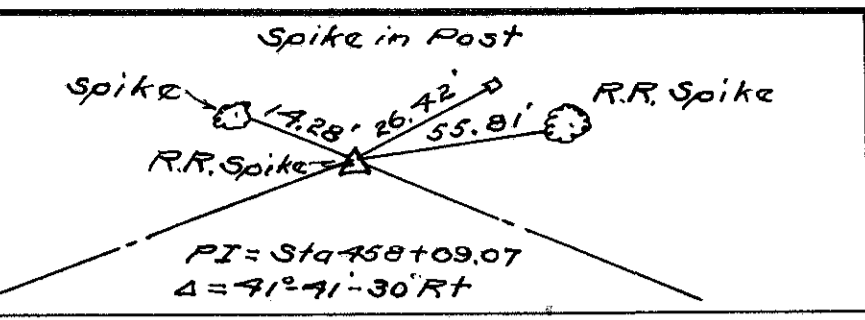 Spike in Post
Spike
R.R. Spike
14.28'
26.42'
55.81'
R.R. Spike
PI = Sta 458+09.07
Δ = 41°-41'-30" Rt